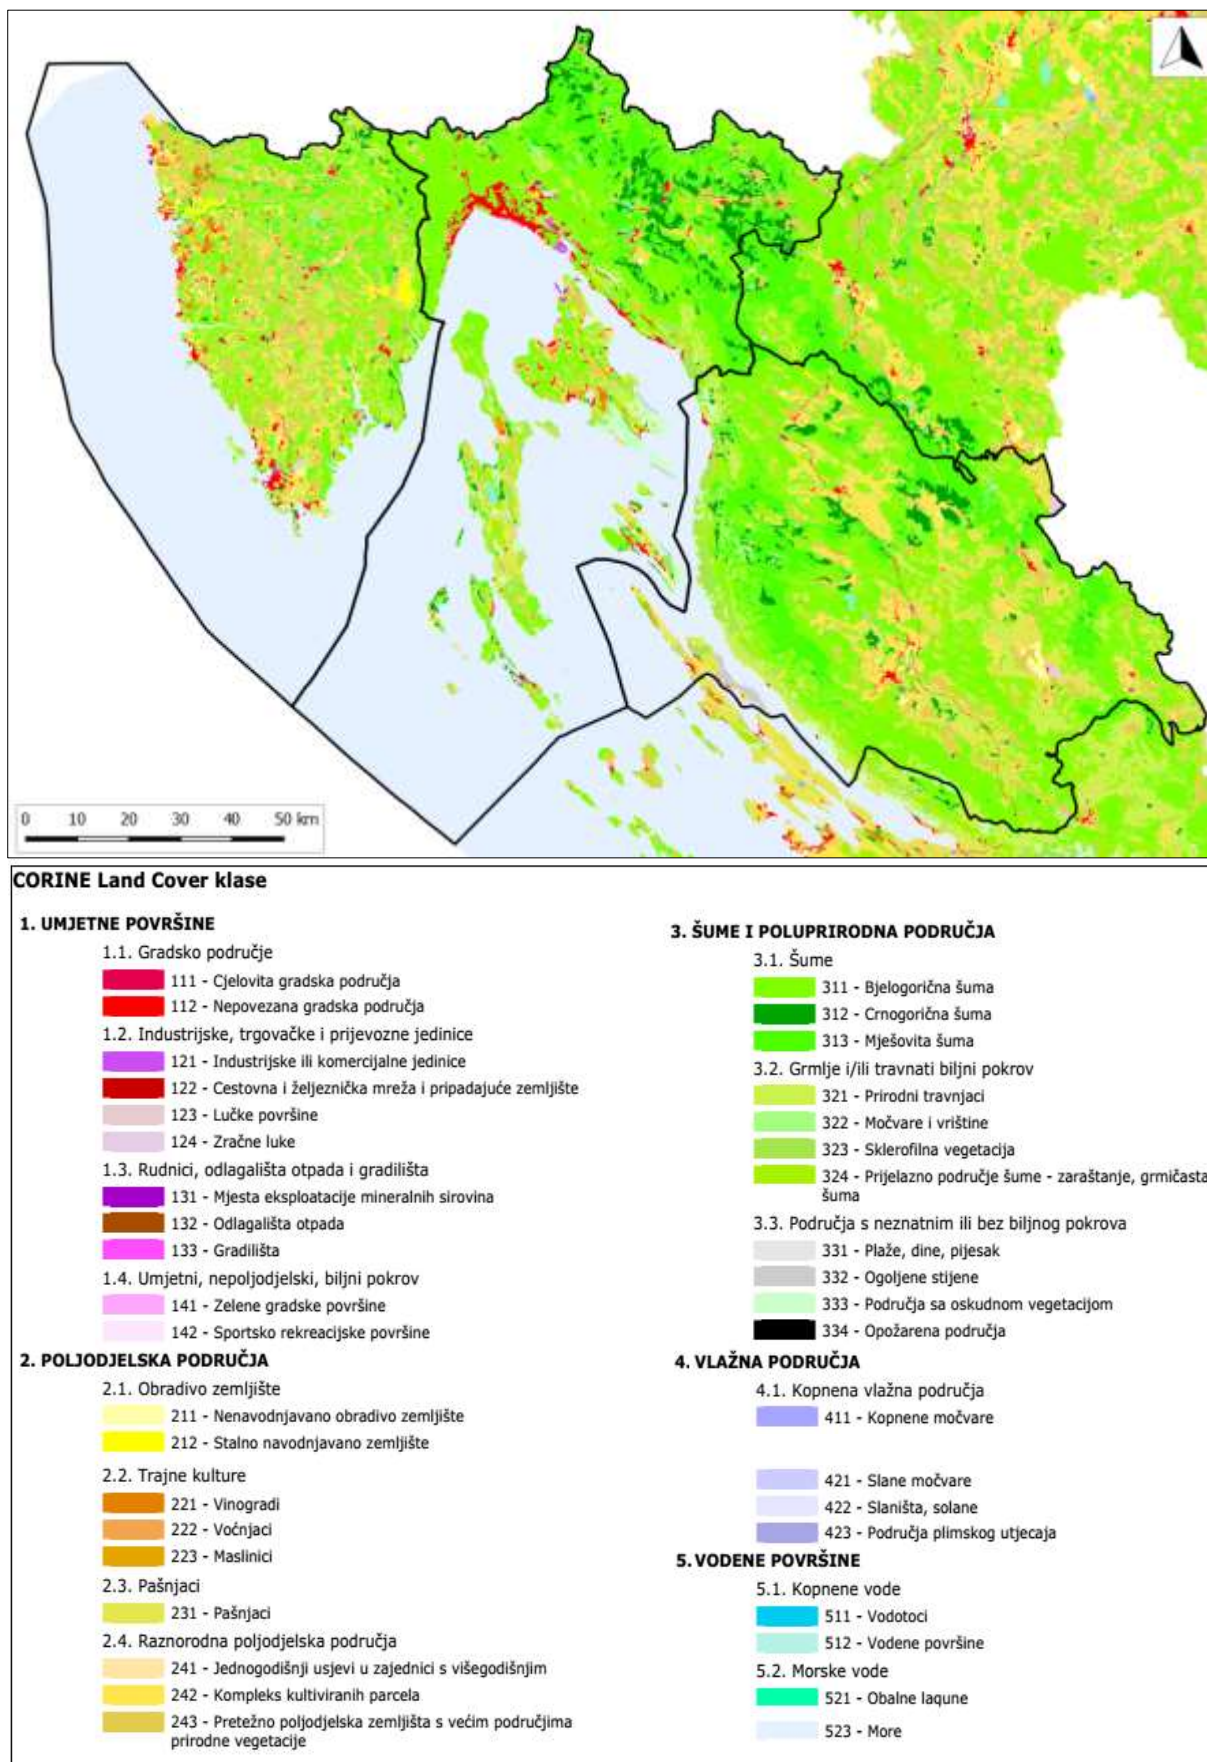 0 10 20 30 40 50 km
CORINE Land Cover klase
1. UMJETNE POVRŠINE
1.1. Gradsko područje
111 - Cjelovita gradska područja
112 - Nepovezana gradska područja
1.2. Industrijske, trgovačke i prijevozne jedinice
121 - Industrijske ili komercijalne jedinice
122 - Cestovna i željeznička mreža i pripadajuće zemljište
123 - Lučke površine
124 - Zračne luke
1.3. Rudnici, odlagališta otpada i gradilišta
131 - Mjesta eksploatacije mineralnih sirovina
132 - Odlagališta otpada
133 - Gradilišta
1.4. Umjetni, nepoljodjelski, biljni pokrov
141 - Zelene gradske površine
142 - Sportsko rekreacijske površine
2. POLJODJELSKA PODRUČJA
2.1. Obradivo zemljište
211 - Nenavodnjavano obradivo zemljište
212 - Stalno navodnjavano zemljište
2.2. Trajne kulture
221 - Vinogradi
222 - Voćnjaci
223 - Maslinici
2.3. Pašnjaci
231 - Pašnjaci
2.4. Raznorodna poljodjelska područja
241 - Jednogodišnji usjevi u zajednici s višegodišnjim
242 - Kompleks kultiviranih parcela
243 - Pretežno poljodjelska zemljišta s većim područjima
prirodne vegetacije
3. ŠUME I POLUPRIRODNA PODRUČJA
3.1. Šume
311 - Bjelogorična šuma
312 - Crnogorična šuma
313 - Mješovita šuma
3.2. Grmlje i/ili travnati biljni pokrov
321 - Prirodni travnjaci
322 - Močvare i vrištine
323 - Sklerofilna vegetacija
324 - Prijelazno područje šume - zaraštanje, grmičasta
šuma
3.3. Područja s neznatnim ili bez biljnog pokrova
331 - Plaže, dine, pijesak
332 - Ogoljene stijene
333 - Područja sa oskudnom vegetacijom
334 - Opožarena područja
4. VLAŽNA PODRUČJA
4.1. Kopnena vlažna područja
411 - Kopnene močvare
421 - Slane močvare
422 - Slaništa, solane
423 - Područja plimskog utjecaja
5. VODENE POVRŠINE
5.1. Kopnene vode
511 - Vodotoci
512 - Vodene površine
5.2. Morske vode
521 - Obalne lagune
523 - More